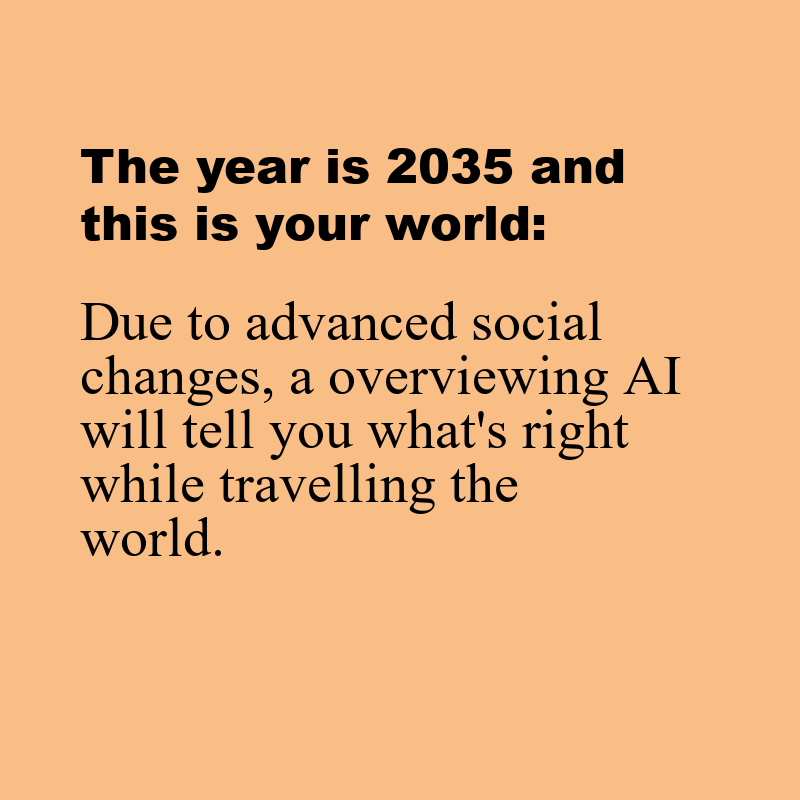 The year is 2035 and
this is your world:
Due to advanced social
changes, a overviewing AI
will tell you what's right
while travelling the
world.